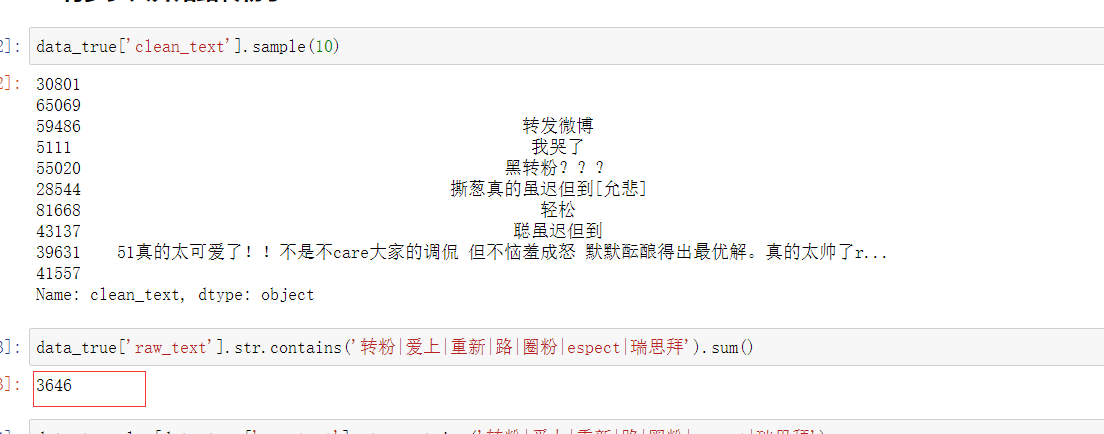 2]: data_true['clean_text'].sample(10)
2]: 30801
65069
59486 转发微博
5111 我哭了
55020 黑转粉？？？
28544 撕葱真的虽迟但到[允悲]
81668 轻松
43137 聪虽迟但到
39631 51真的太可爱了！！不是不care大家的调侃 但不恼羞成怒 默默酝酿得出最优解。真的太帅了r...
41557
Name: clean_text, dtype: object
3]: data_true['raw_text'].str.contains('转粉|爱上|重新|路|圈粉|espect|瑞思拜').sum()
3]: 3646